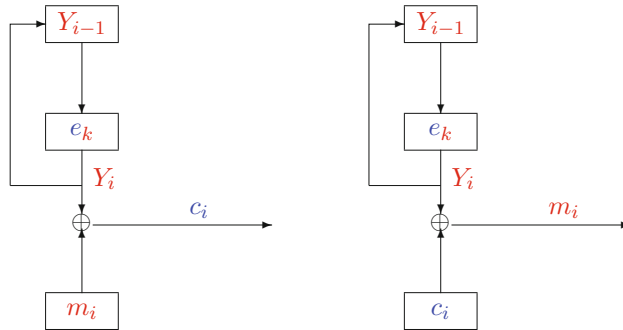 Y_{i−1} Y_{i−1}
e_k e_k
Y_i Y_i
c_i m_i
m_i c_i